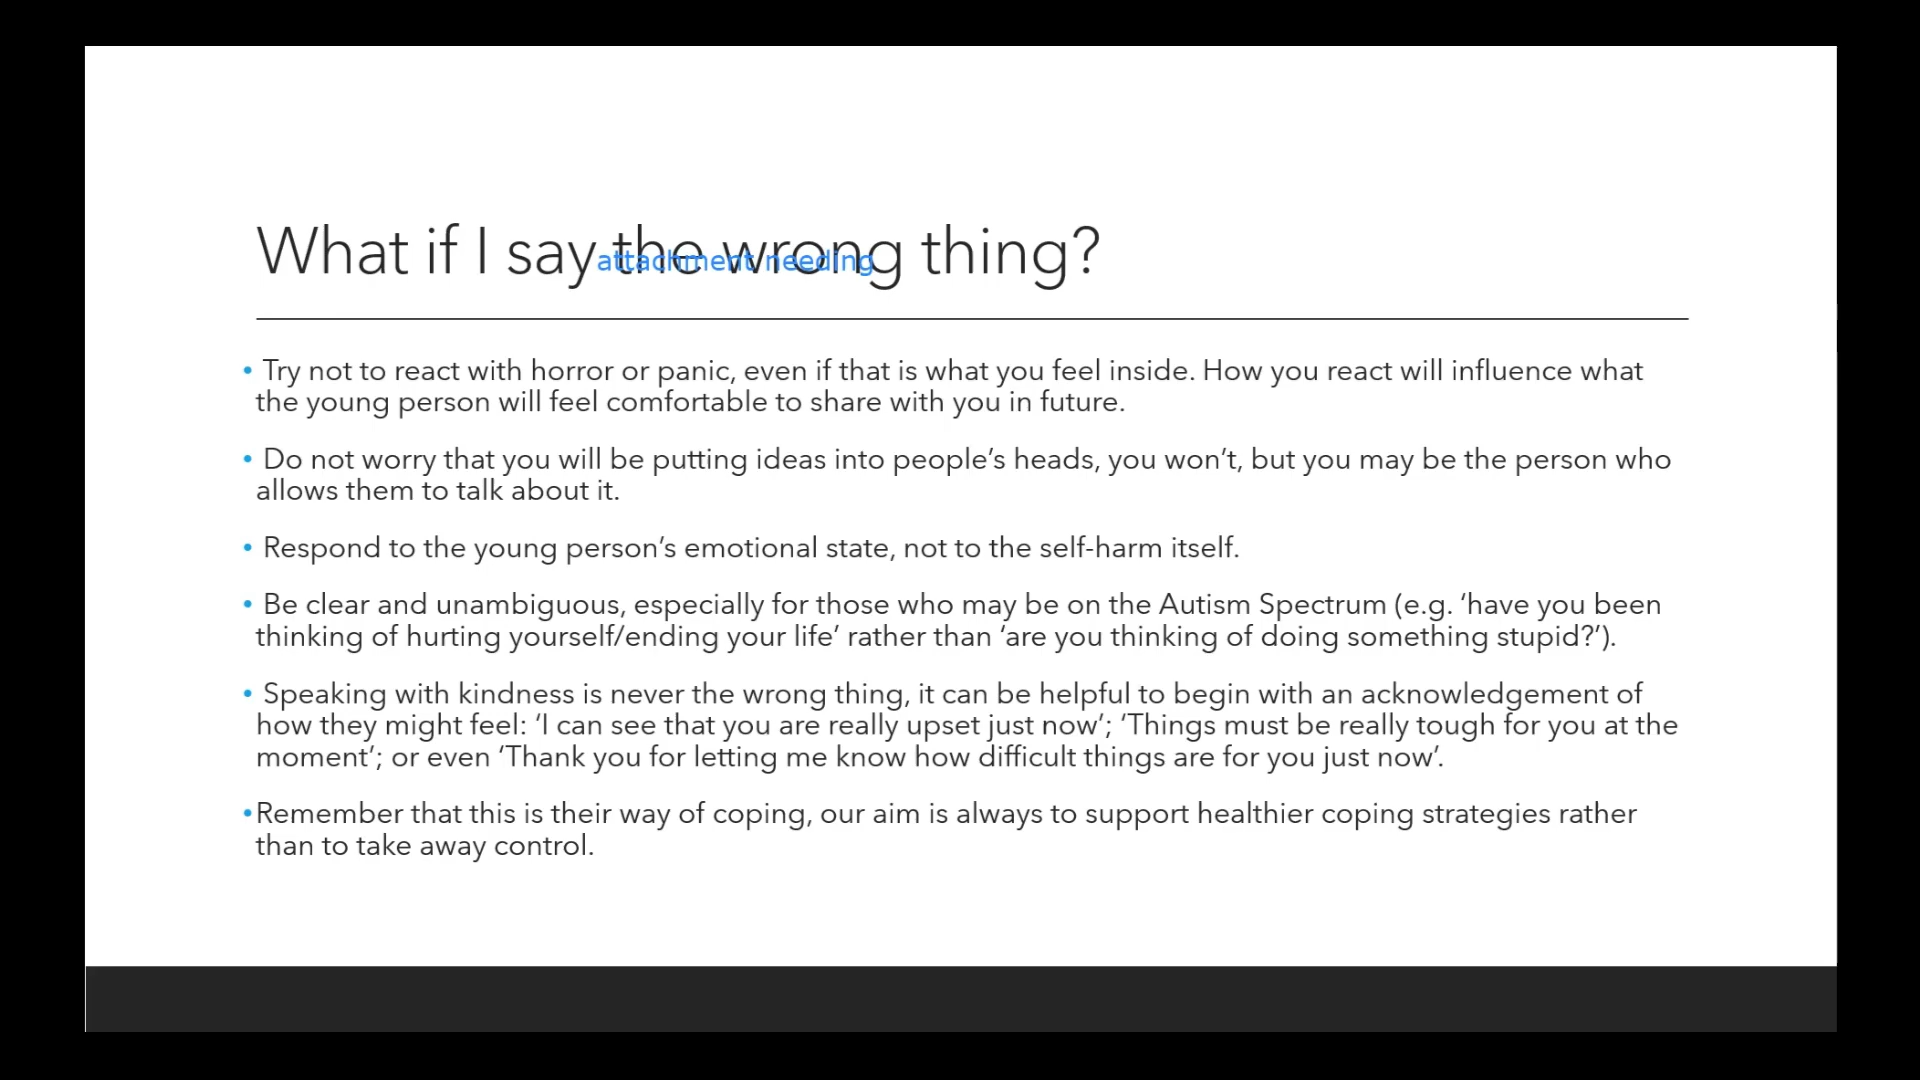 What if I say the wrong thing?
attachment needing
• Try not to react with horror or panic, even if that is what you feel inside. How you react will influence what
the young person will feel comfortable to share with you in future.
• Do not worry that you will be putting ideas into people’s heads, you won’t, but you may be the person who
allows them to talk about it.
• Respond to the young person’s emotional state, not to the self-harm itself.
• Be clear and unambiguous, especially for those who may be on the Autism Spectrum (e.g. ‘have you been
thinking of hurting yourself/ending your life’ rather than ‘are you thinking of doing something stupid?’).
• Speaking with kindness is never the wrong thing, it can be helpful to begin with an acknowledgement of
how they might feel: ‘I can see that you are really upset just now’; ‘Things must be really tough for you at the
moment’; or even ‘Thank you for letting me know how difficult things are for you just now’.
• Remember that this is their way of coping, our aim is always to support healthier coping strategies rather
than to take away control.